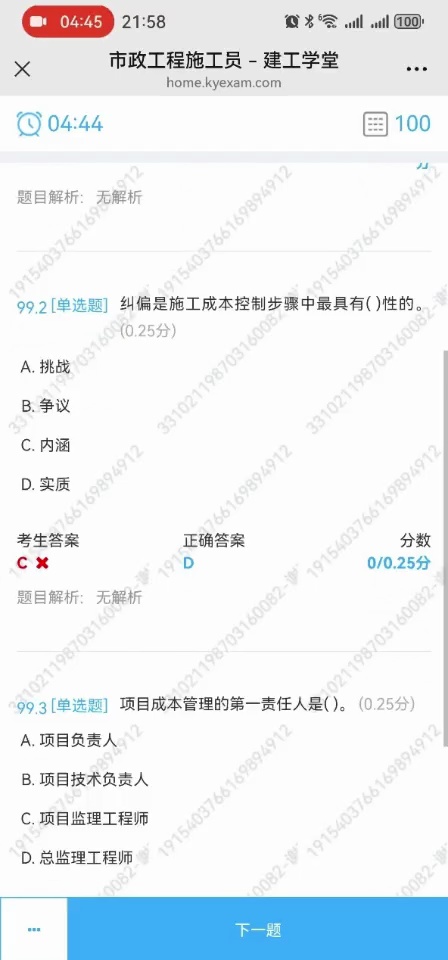 04:45 21:58 6 100
市政工程施工员 - 建工学堂
home.kyexam.com
04:44 100
题目解析: 无解析
99.2 [单选题] 纠偏是施工成本控制步骤中最具有( )性的。
(0.25分)
A. 挑战
B. 争议
C. 内涵
D. 实质
考生答案 正确答案 分数
C ✖ D 0/0.25分
题目解析: 无解析
99.3 [单选题] 项目成本管理的第一责任人是( )。 (0.25分)
A. 项目负责人
B. 项目技术负责人
C. 项目监理工程师
D. 总监理工程师
下一题